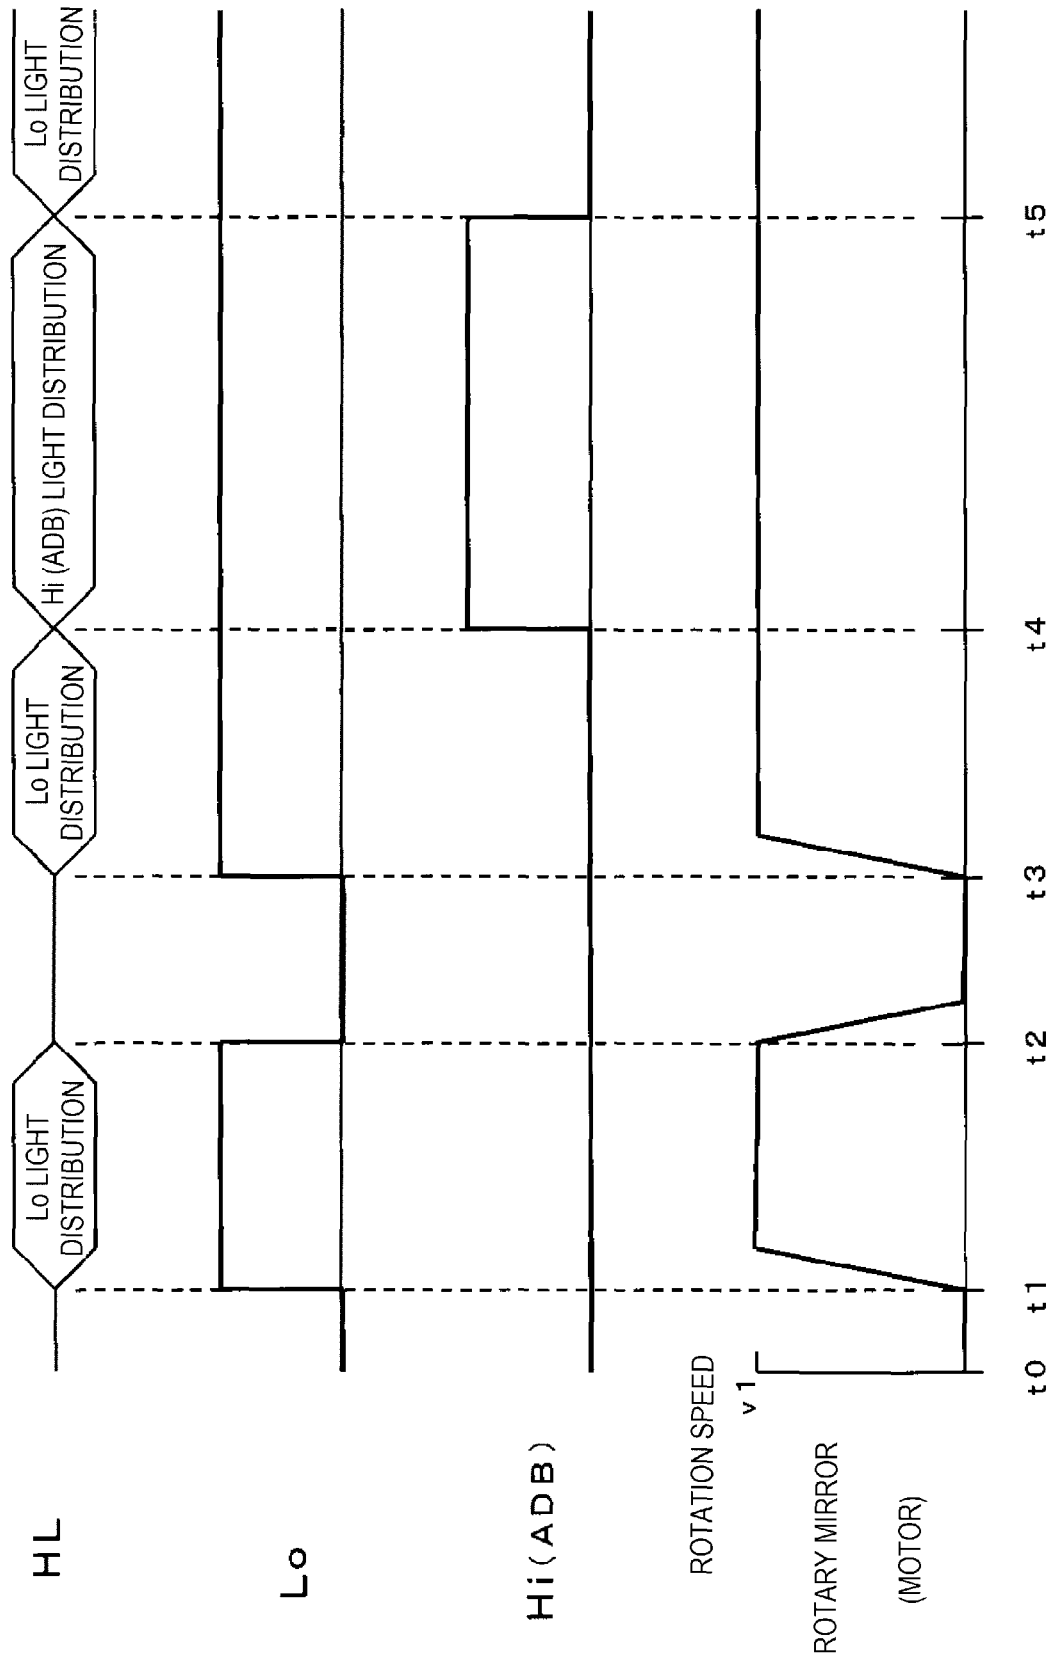 HL
Lo LIGHT
DISTRIBUTION
Lo LIGHT
DISTRIBUTION
Hi (ADB) LIGHT DISTRIBUTION
Lo LIGHT
DISTRIBUTION
Lo
Hi(ADB)
ROTATION SPEED
v1
ROTARY MIRROR
(MOTOR)
t0
t1
t2
t3
t4
t5